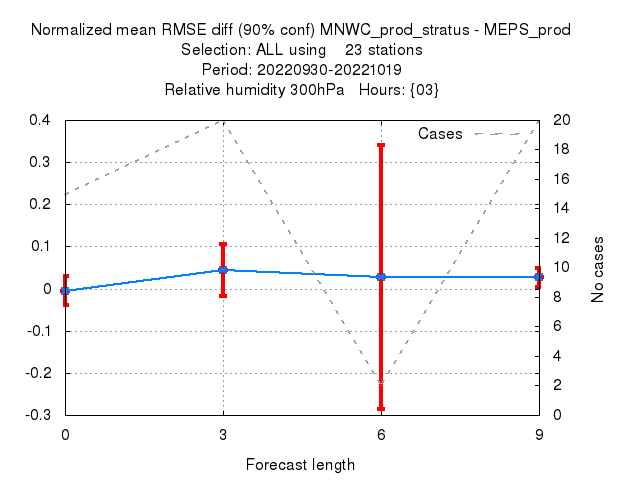 Normalized mean RMSE diff (90% conf) MNWC_prod_stratus - MEPS_prod
Selection: ALL using 23 stations
Period: 20220930-20221019
Relative humidity 300hPa Hours: {03}
Cases
0.4
0.3
0.2
0.1
0
-0.1
-0.2
-0.3
20
18
16
14
12
10
8
6
4
2
0
No cases
0 3 6 9
Forecast length